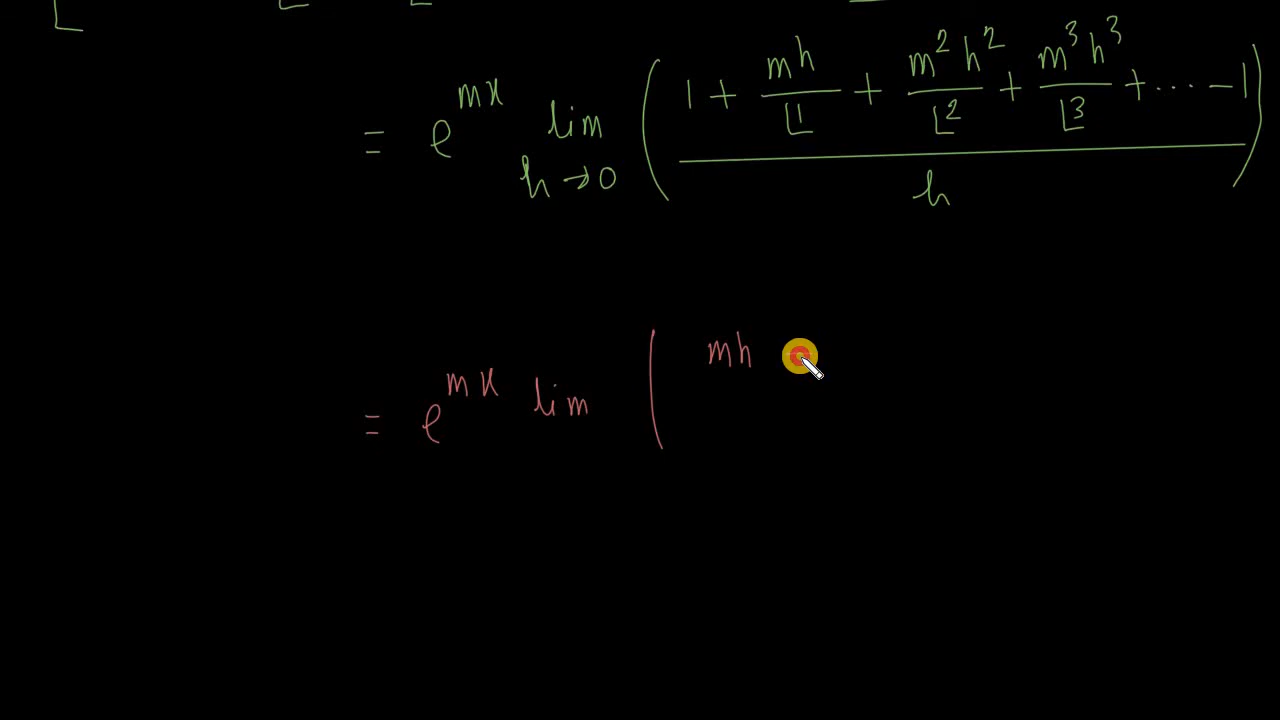 = e^{mx} lim_{h→0} ( (1 + mh/⌊1 + m²h²/⌊2 + m³h³/⌊3 + .... - 1) / h )
= e^{mx} lim ( mh